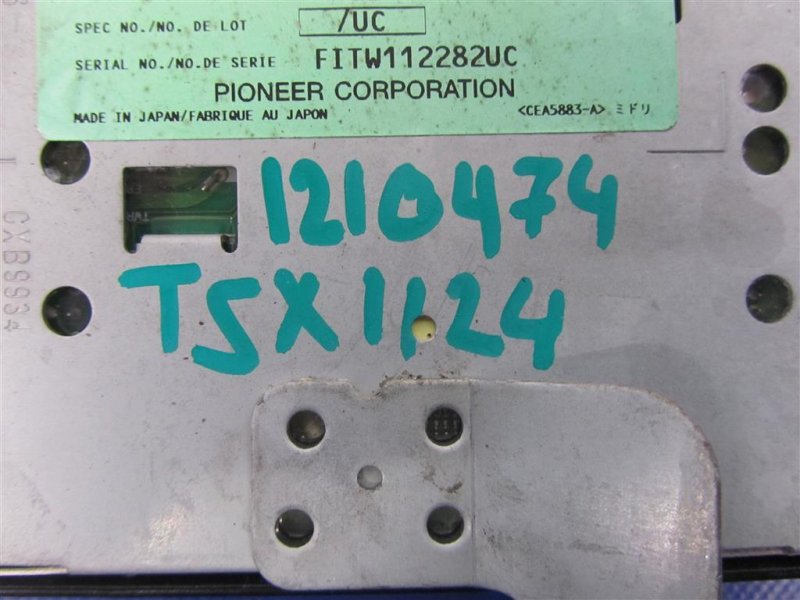 SPEC NO./NO. DE LOT /UC
SERIAL NO./NO.DE SERIE FITW112282UC
PIONEER CORPORATION
MADE IN JAPAN/FABRIQUE AU JAPON <CEA5883-A> ミドリ
1210474
TSX1124
CXB9934